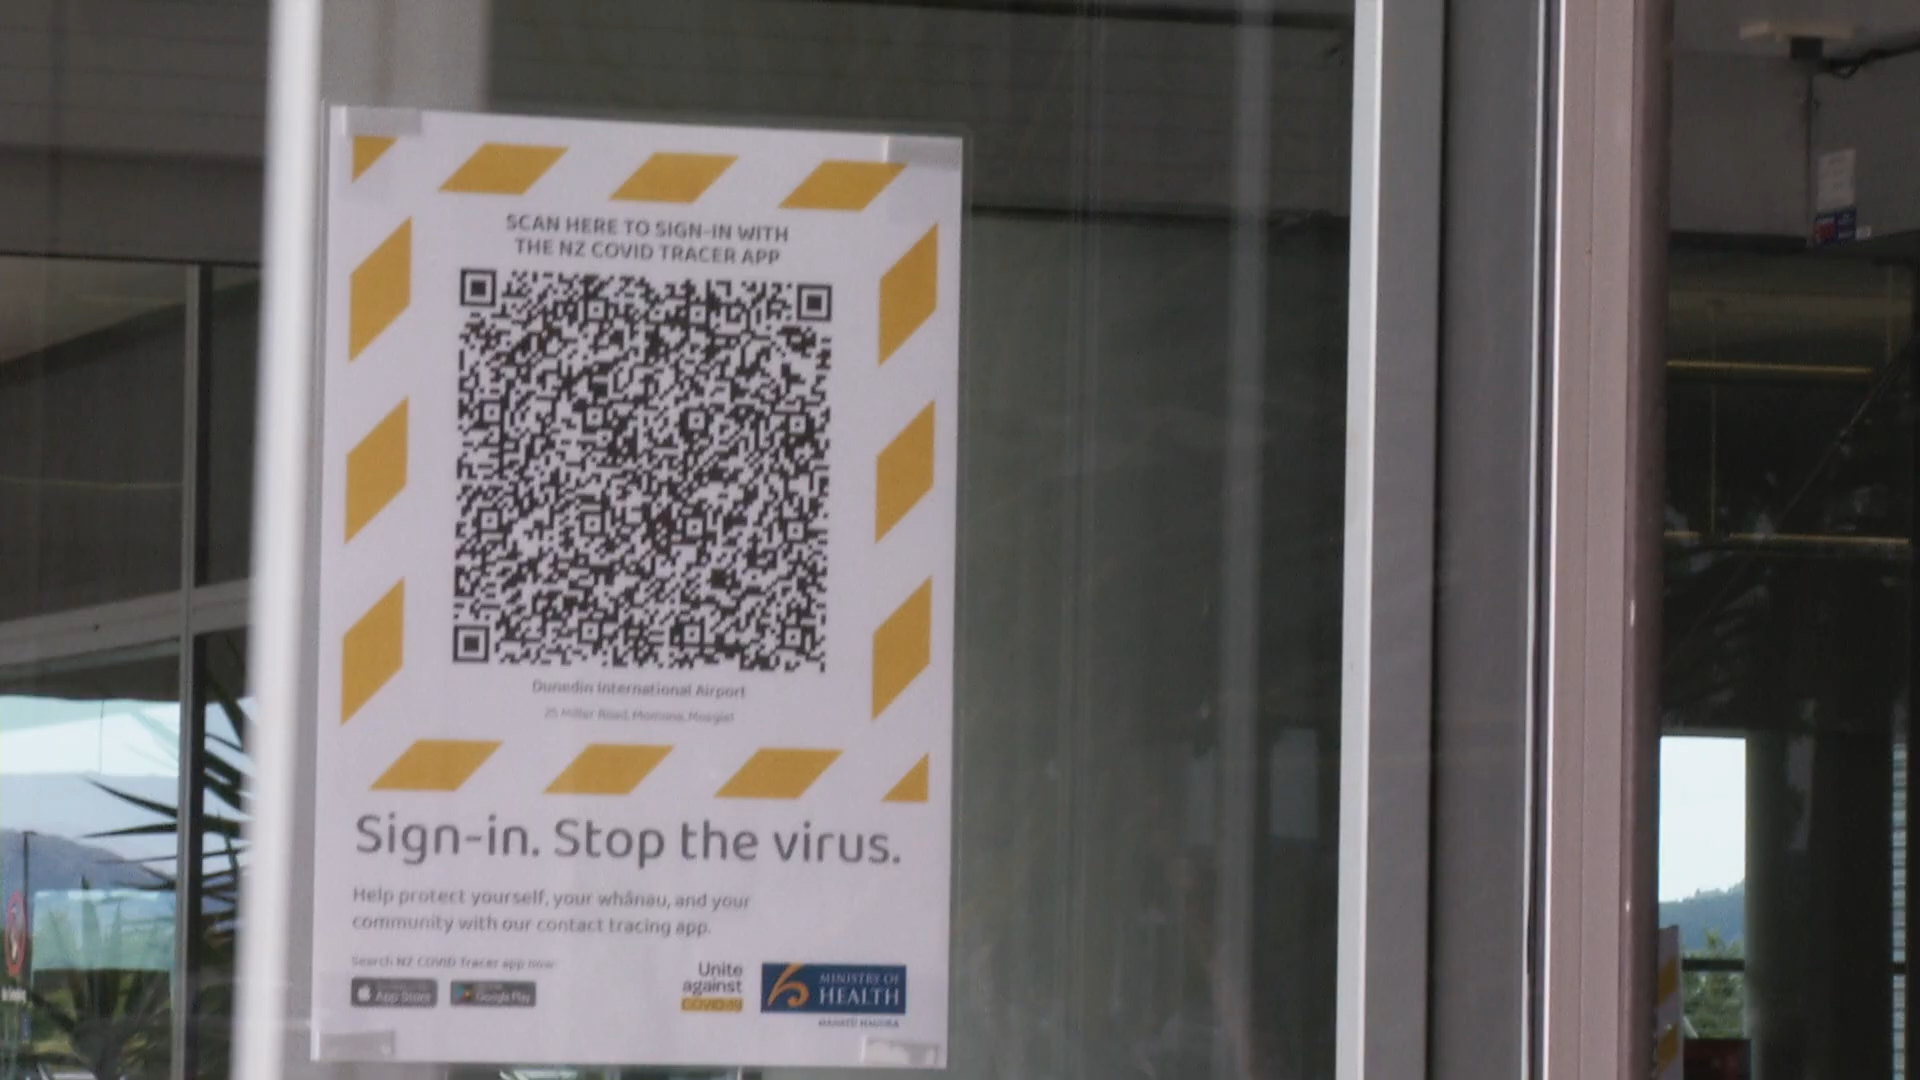 SCAN HERE TO SIGN-IN WITH
THE NZ COVID TRACER APP
Dunedin International Airport
25 Miller Road, Momona, Mosgiel
Sign-in. Stop the virus.
Help protect yourself, your whānau, and your
community with our contact tracing app.
Search NZ COVID Tracer app now:
App Store
Google Play
Unite
against
COVID-19
MINISTRY OF
HEALTH
MANATŪ HAUORA